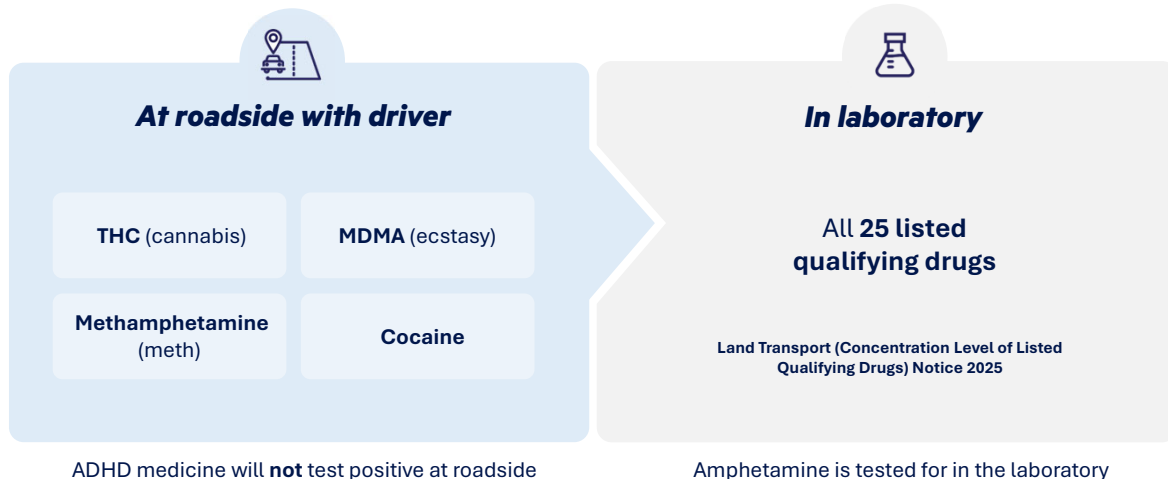 At roadside with driver
THC (cannabis)
MDMA (ecstasy)
Methamphetamine
(meth)
Cocaine
ADHD medicine will not test positive at roadside
In laboratory
All 25 listed
qualifying drugs
Land Transport (Concentration Level of Listed
Qualifying Drugs) Notice 2025
Amphetamine is tested for in the laboratory